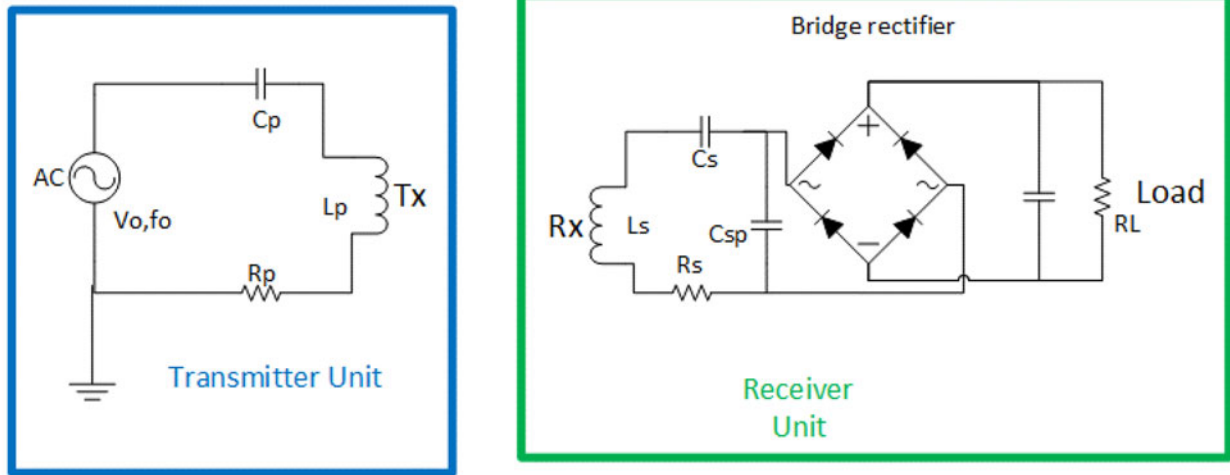 AC
Vo,fo
Cp
Lp
Tx
Rp
Transmitter Unit
Bridge rectifier
Rx
Ls
Cs
Csp
Rs
+
~
~
−
RL
Load
Receiver
Unit